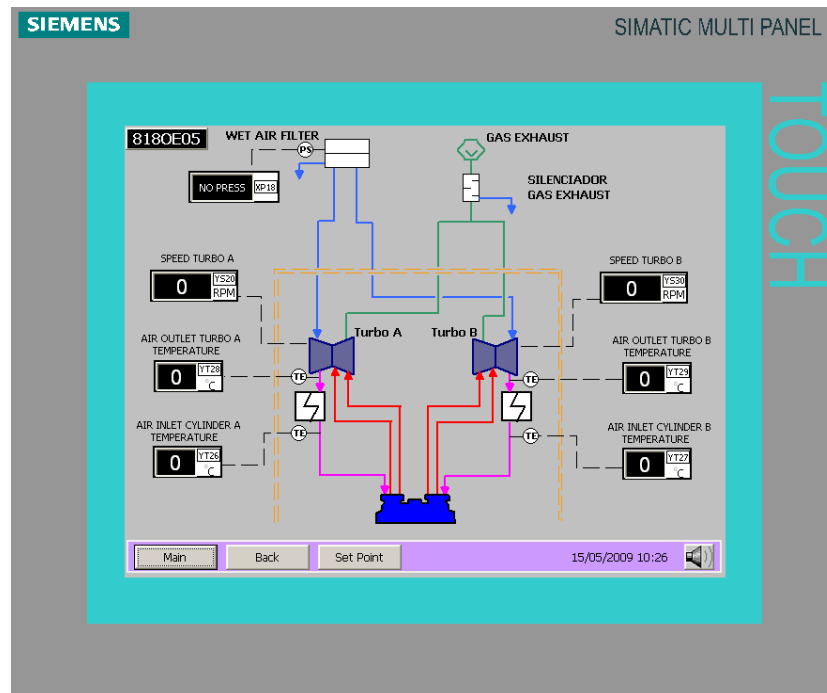 SIEMENS
SIMATIC MULTI PANEL
TOUCH
818OE05
WET AIR FILTER
PS
NO PRESS XP18
GAS EXHAUST
SILENCIADOR
GAS EXHAUST
SPEED TURBO A
0 YS20
RPM
SPEED TURBO B
0 YS30
RPM
Turbo A
Turbo B
AIR OUTLET TURBO A
TEMPERATURE
0 YT28
°C
TE
AIR OUTLET TURBO B
TEMPERATURE
0 YT29
°C
TE
AIR INLET CYLINDER A
TEMPERATURE
0 YT26
°C
TE
AIR INLET CYLINDER B
TEMPERATURE
0 YT27
°C
TE
Main
Back
Set Point
15/05/2009 10:26